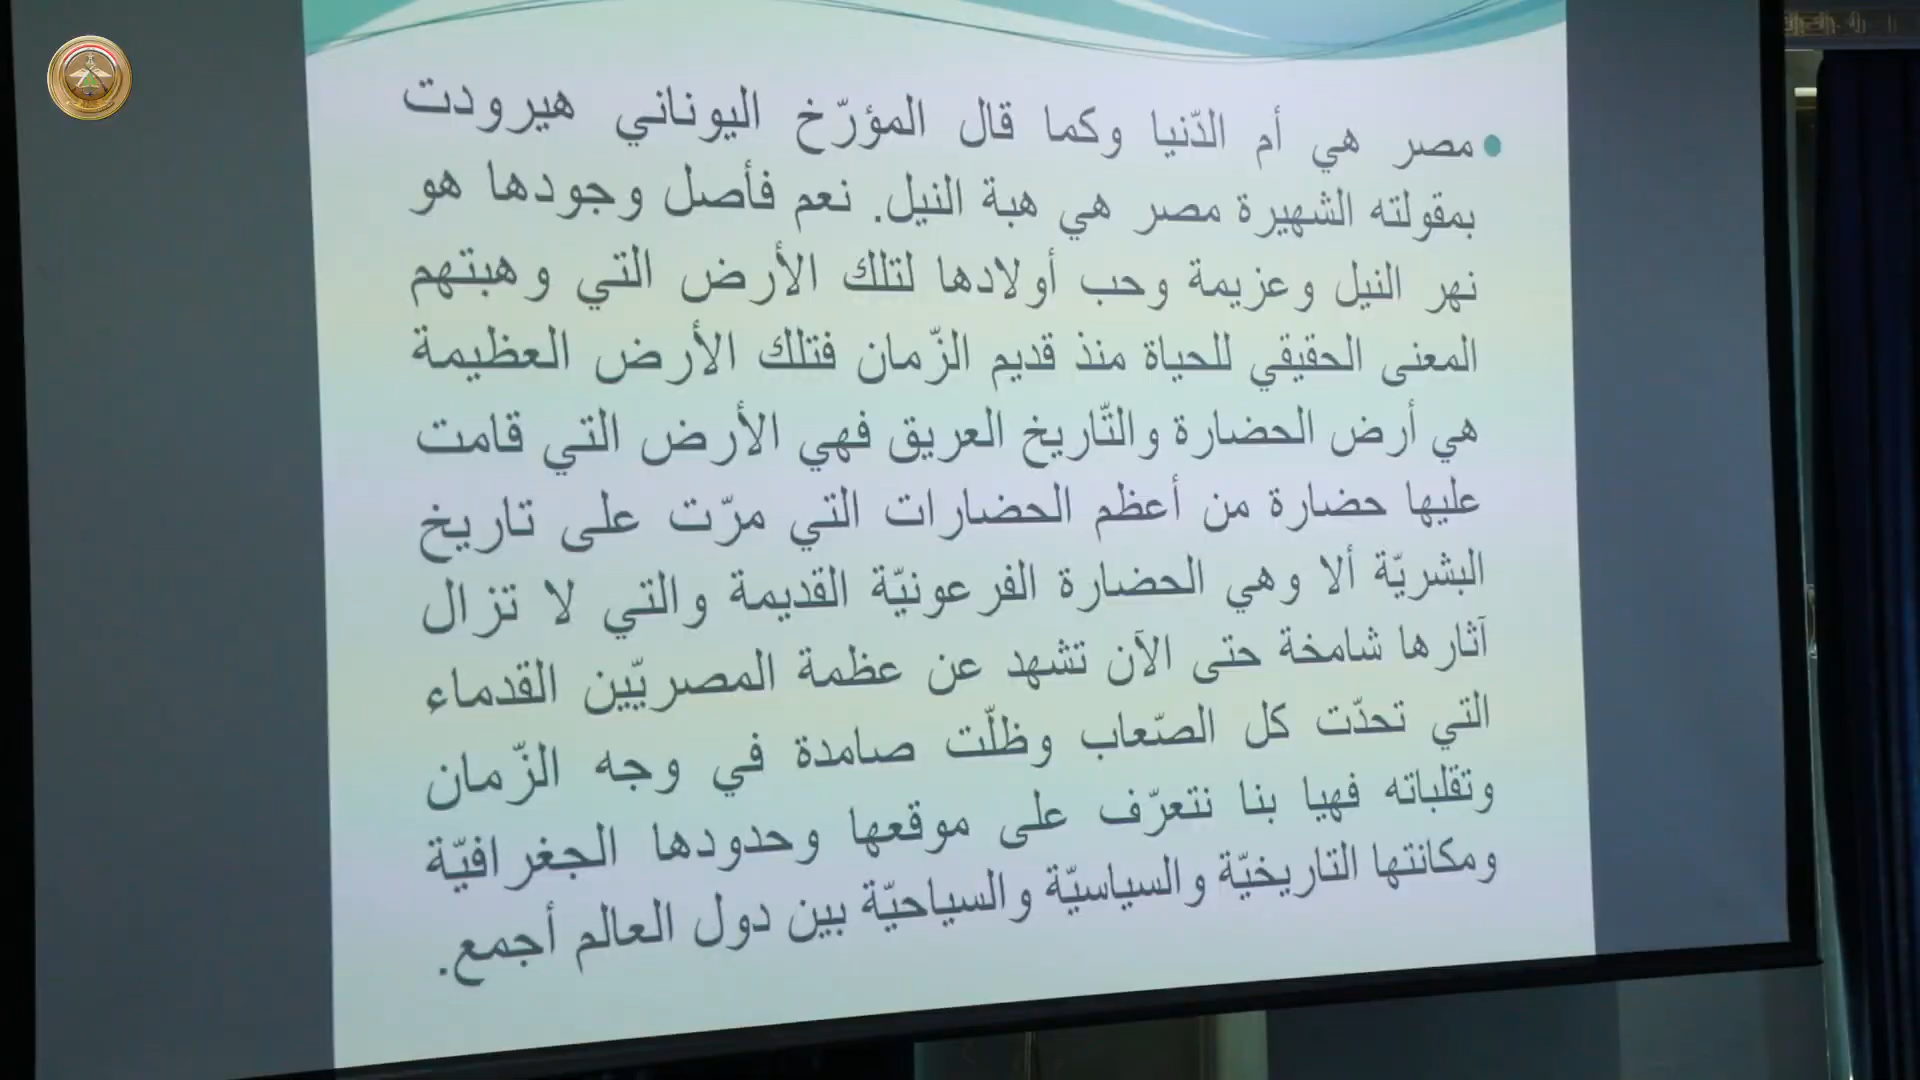 • مصر هي أم الدّنيا وكما قال المؤرّخ اليوناني هيرودت
بمقولته الشهيرة مصر هي هبة النيل. نعم فأصل وجودها هو
نهر النيل وعزيمة وحب أولادها لتلك الأرض التي وهبتهم
المعنى الحقيقي للحياة منذ قديم الزّمان فتلك الأرض العظيمة
هي أرض الحضارة والتّاريخ العريق فهي الأرض التي قامت
عليها حضارة من أعظم الحضارات التي مرّت على تاريخ
البشريّة ألا وهي الحضارة الفرعونيّة القديمة والتي لا تزال
آثارها شامخة حتى الآن تشهد عن عظمة المصريّين القدماء
التي تحدّت كل الصّعاب وظلّت صامدة في وجه الزّمان
وتقلباته فهيا بنا نتعرّف على موقعها وحدودها الجغرافيّة
ومكانتها التاريخيّة والسياسيّة والسياحيّة بين دول العالم أجمع.